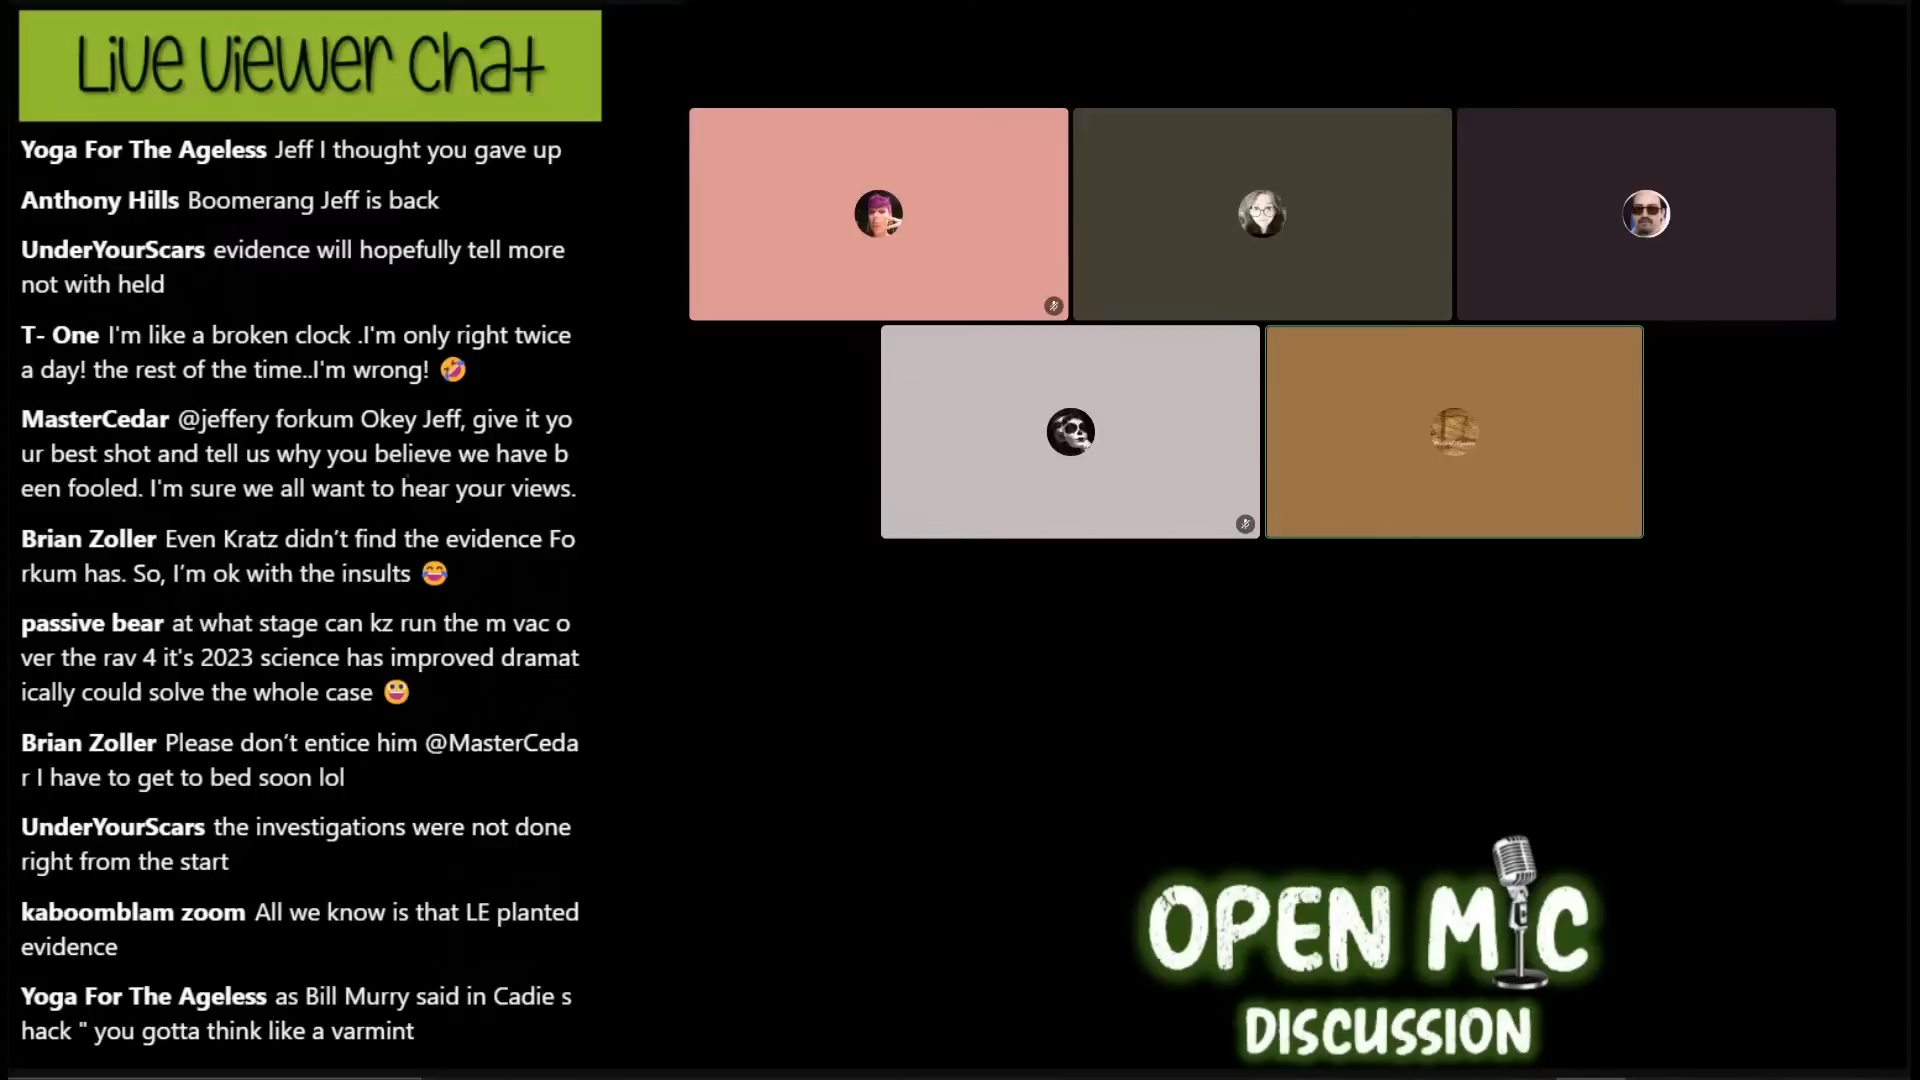 Live Viewer Chat
Yoga For The Ageless Jeff I thought you gave up
Anthony Hills Boomerang Jeff is back
UnderYourScars evidence will hopefully tell more
not with held
T- One I'm like a broken clock .I'm only right twice
a day! the rest of the time..I'm wrong! 🤣
MasterCedar @jeffery forkum Okey Jeff, give it yo
ur best shot and tell us why you believe we have b
een fooled. I'm sure we all want to hear your views.
Brian Zoller Even Kratz didn’t find the evidence Fo
rkum has. So, I’m ok with the insults 😂
passive bear at what stage can kz run the m vac o
ver the rav 4 it's 2023 science has improved dramat
ically could solve the whole case 😀
Brian Zoller Please don’t entice him @MasterCeda
r I have to get to bed soon lol
UnderYourScars the investigations were not done
right from the start
kaboomblam zoom All we know is that LE planted
evidence
Yoga For The Ageless as Bill Murry said in Cadie s
hack " you gotta think like a varmint
OPEN MIC
DISCUSSION